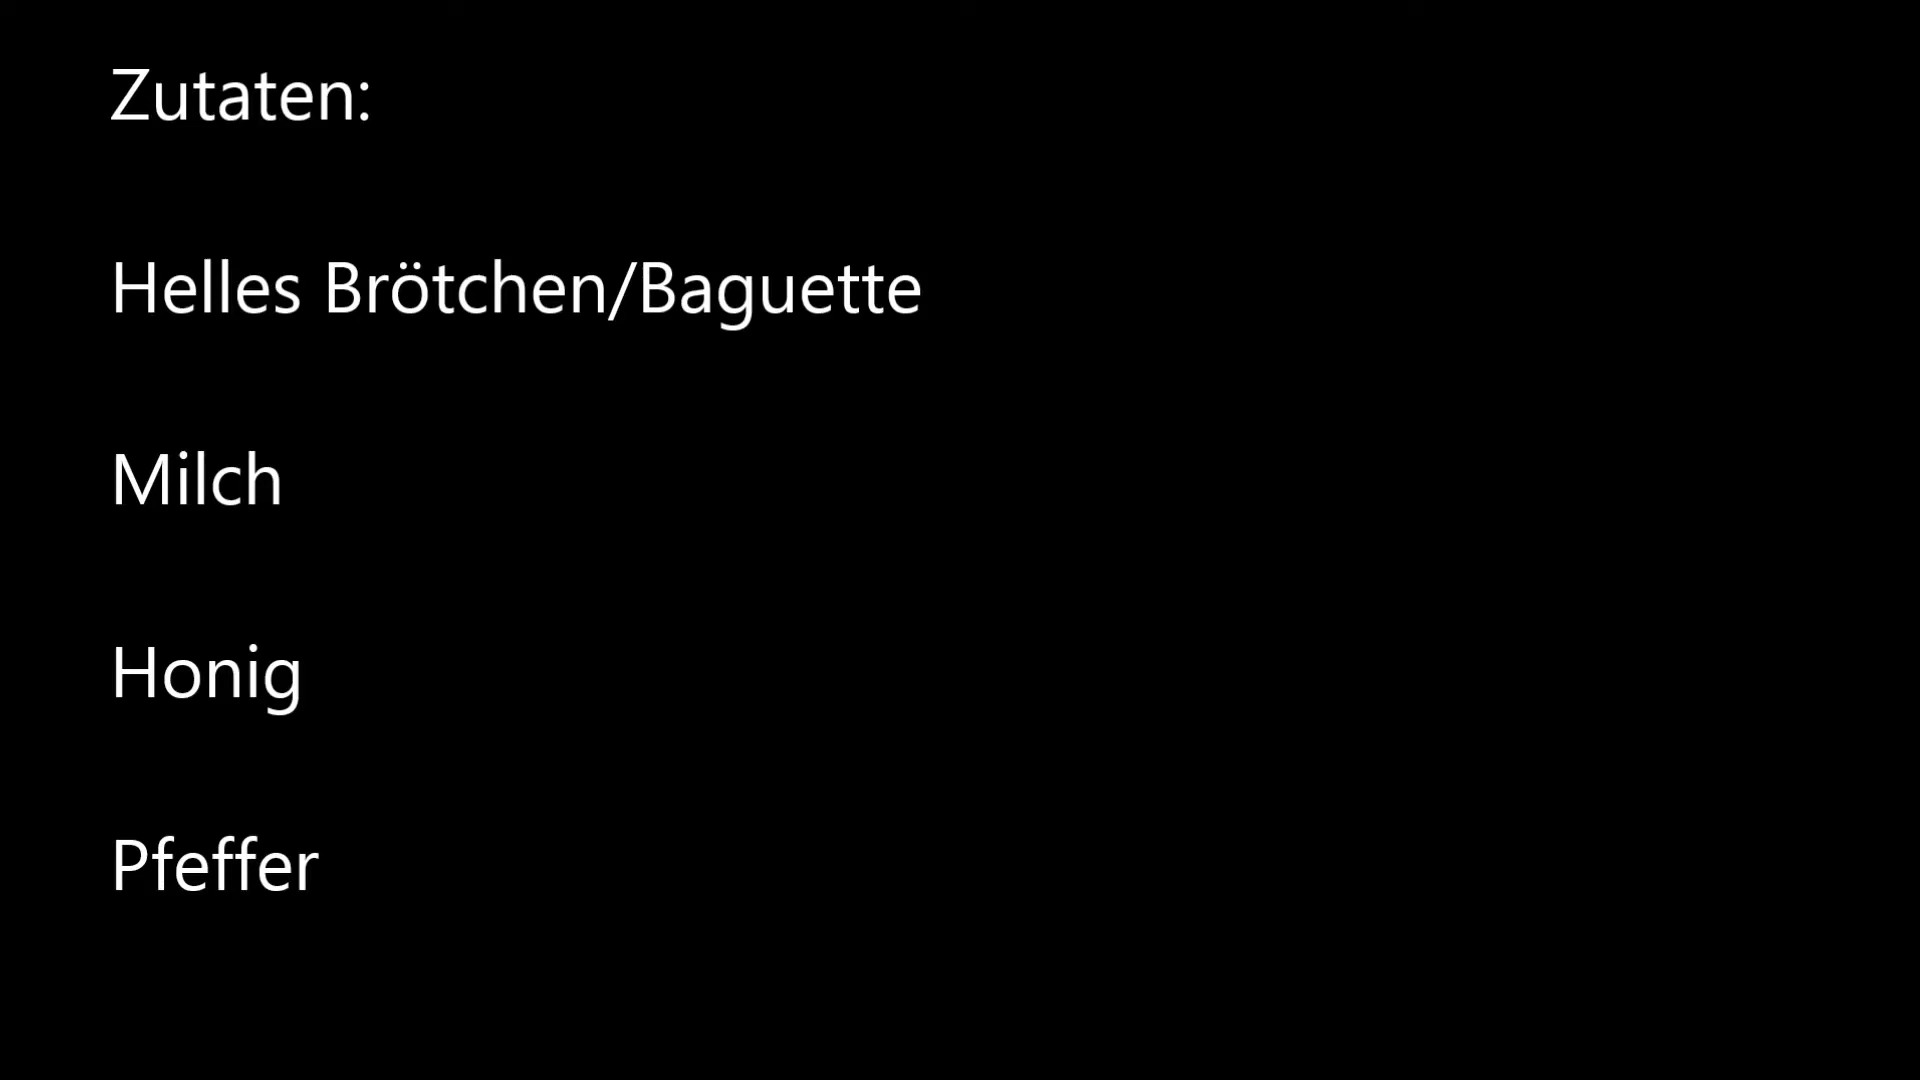 Zutaten:
Helles Brötchen/Baguette
Milch
Honig
Pfeffer